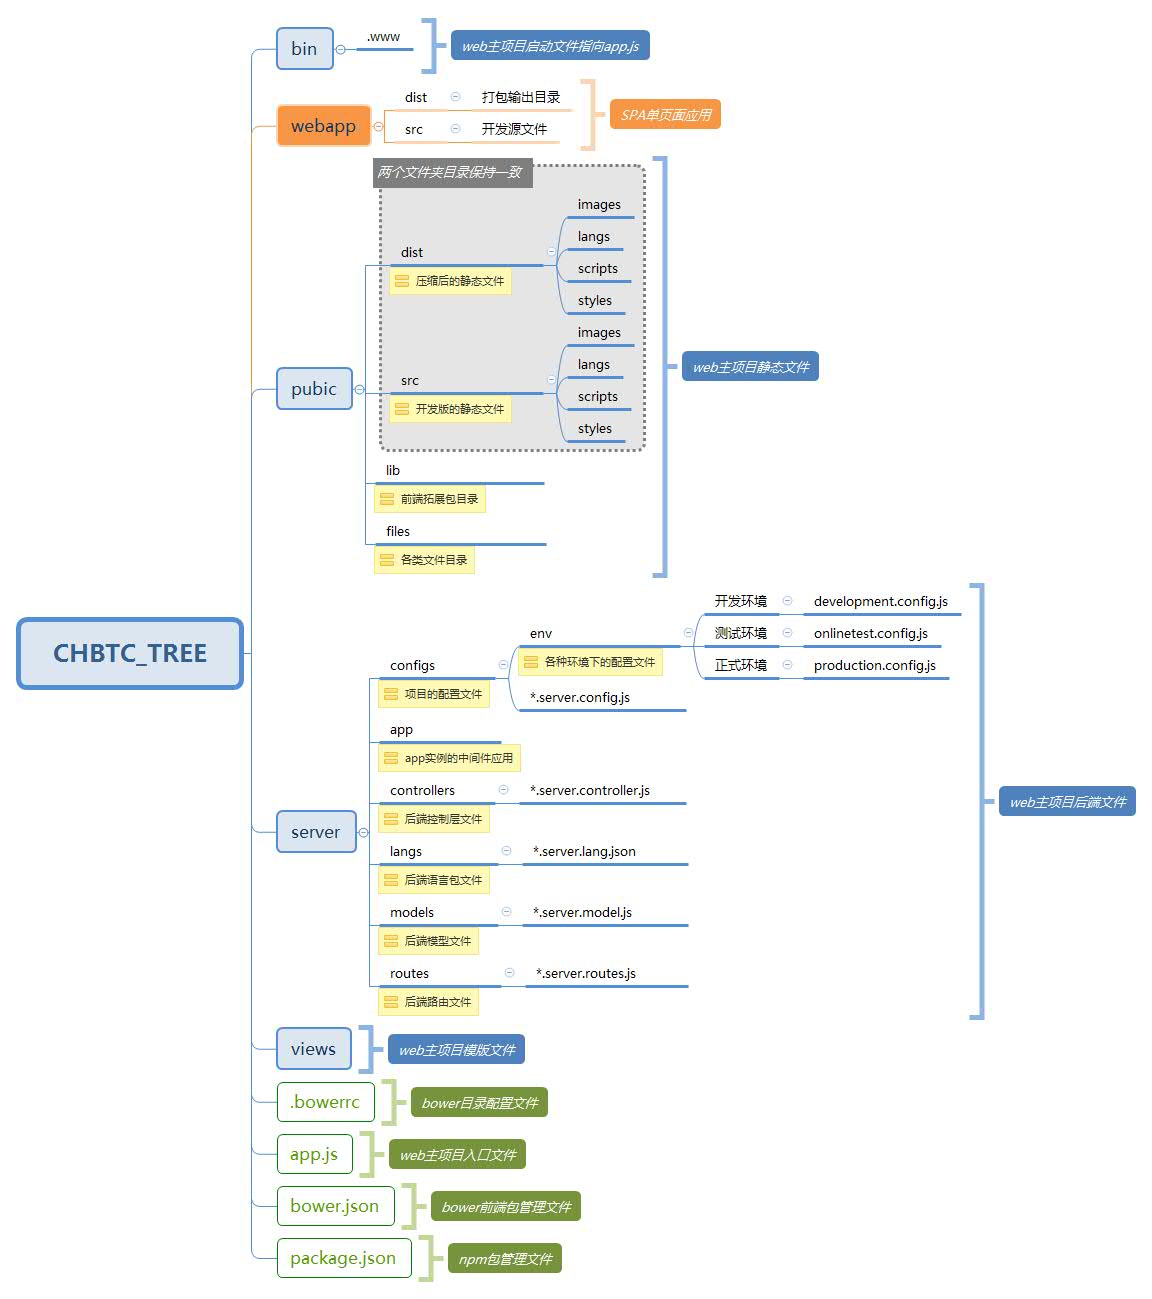 CHBTC_TREE
bin
.www
web主项目启动文件指向app.js
webapp
dist
打包输出目录
src
开发源文件
SPA单页面应用
pubic
两个文件夹目录保持一致
dist
压缩后的静态文件
images
langs
scripts
styles
src
开发版的静态文件
images
langs
scripts
styles
lib
前端拓展包目录
files
各类文件目录
web主项目静态文件
server
configs
项目的配置文件
env
各种环境下的配置文件
开发环境
development.config.js
测试环境
onlinetest.config.js
正式环境
production.config.js
*.server.config.js
app
app实例的中间件应用
controllers
后端控制层文件
*.server.controller.js
langs
后端语言包文件
*.server.lang.json
models
后端模型文件
*.server.model.js
routes
后端路由文件
*.server.routes.js
web主项目后端文件
views
web主项目模版文件
.bowerrc
bower目录配置文件
app.js
web主项目入口文件
bower.json
bower前端包管理文件
package.json
npm包管理文件